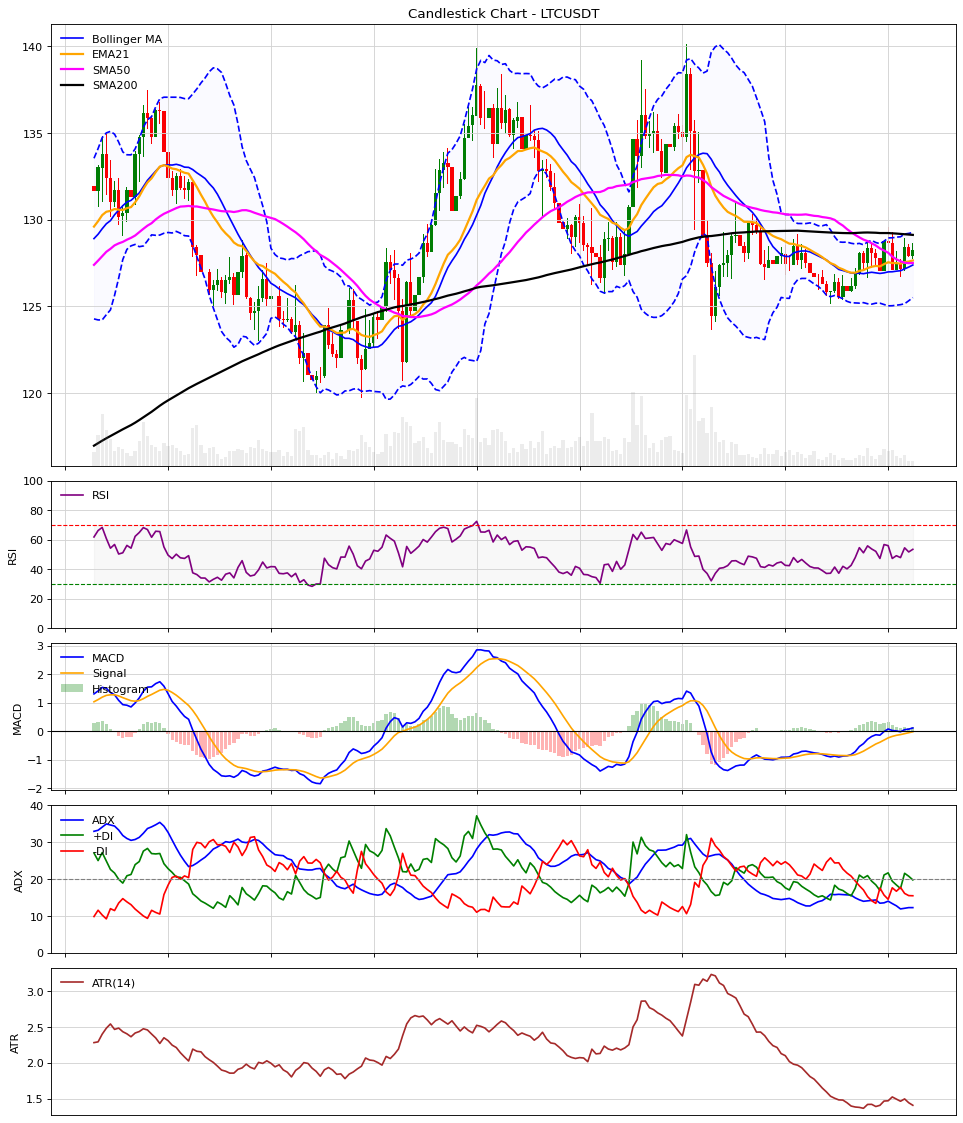 Candlestick Chart - LTCUSDT
Bollinger MA
EMA21
SMA50
SMA200
140
135
130
125
120
RSI
RSI
100
80
60
40
20
0
MACD
Signal
Histogram
MACD
3
2
1
0
−1
−2
ADX
+DI
-DI
ADX
40
30
20
10
0
ATR(14)
ATR
3.0
2.5
2.0
1.5